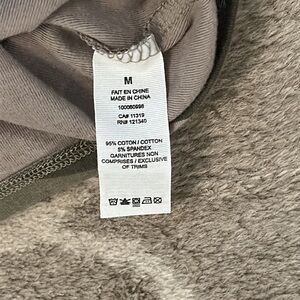 M
FAIT EN CHINE
MADE IN CHINA
100080998
CA# 11319
RN# 121340
95% COTON / COTTON
5% SPANDEX
GARNITURES NON
COMPRISES / EXCLUSIVE
OF TRIMS